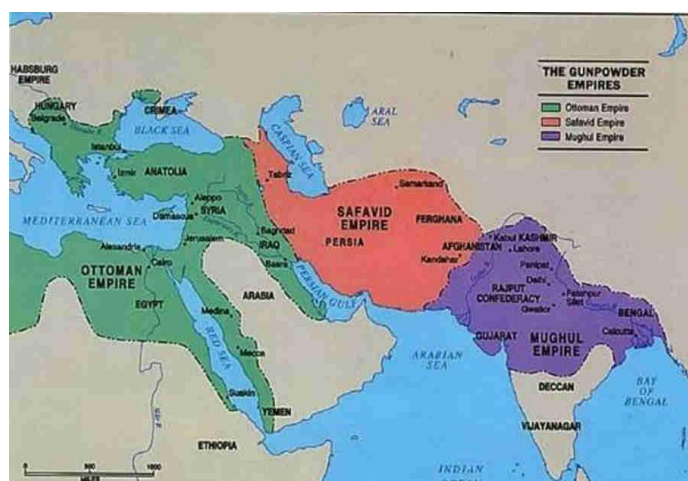 HABSBURG
EMPIRE
HUNGARY
Belgrade
CRIMEA
BLACK SEA
Istanbul
Izmir
ANATOLIA
ARAL
SEA
CASPIAN SEA
THE GUNPOWDER
EMPIRES
Ottoman Empire
Safavid Empire
Mughul Empire
Tabriz
Samarkand
SAFAVID
EMPIRE
PERSIA
FERGHANA
AFGHANISTAN
Kabul
KASHMIR
Lahore
Kandahar
Panipat
Delhi
RAJPUT
CONFEDERACY
Fatehpur
Gwalior
BENGAL
Calcutta
GUJARAT
MUGHUL
EMPIRE
MEDITERRANEAN SEA
Aleppo
SYRIA
Damascus
Jerusalem
Baghdad
IRAQ
Basra
PERSIAN GULF
Alexandria
Cairo
OTTOMAN
EMPIRE
EGYPT
ARABIA
Medina
RED SEA
Mecca
Suakin
YEMEN
ETHIOPIA
ARABIAN
SEA
DECCAN
VIJAYANAGAR
BAY
OF
BENGAL
INDIAN
0 500 1000
MILES